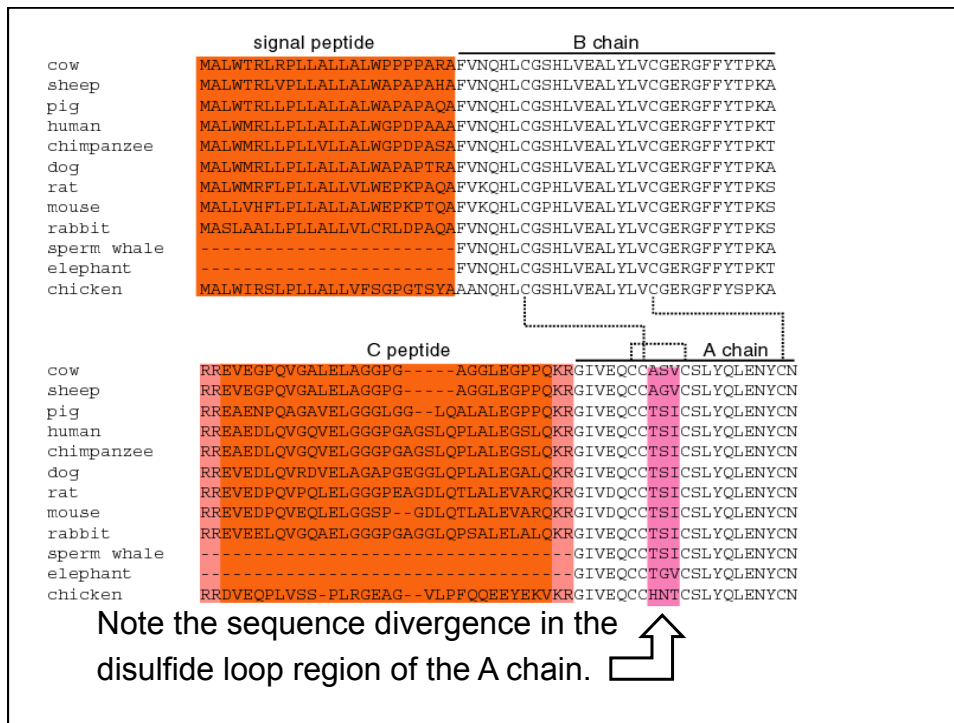 signal peptide B chain
cow MALWTRLRPLLALLALWPPPPARAFVNQHLCGSHLVEALYLVCGERGFFYTPKA
sheep MALWTRLVPLLALLALWAPAPAHAFVNQHLCGSHLVEALYLVCGERGFFYTPKA
pig MALWTRLLPLLALLALWAPAPAQAFVNQHLCGSHLVEALYLVCGERGFFYTPKA
human MALWMRLLPLLALLALWGPDPAAAFVNQHLCGSHLVEALYLVCGERGFFYTPKT
chimpanzee MALWMRLLPLLVLLALWGPDPASAFVNQHLCGSHLVEALYLVCGERGFFYTPKT
dog MALWMRLLPLLALLALWAPAPTRAFVNQHLCGSHLVEALYLVCGERGFFYTPKA
rat MALWMRFLPLLALLVLWEPKPAQAFVKQHLCGPHLVEALYLVCGERGFFYTPKS
mouse MALLVHFLPLLALLALWEPKPTQAFVKQHLCGPHLVEALYLVCGERGFFYTPKS
rabbit MASLAALLPLLALLVLCRLDPAQAFVNQHLCGSHLVEALYLVCGERGFFYTPKS
sperm whale ------------------------FVNQHLCGSHLVEALYLVCGERGFFYTPKA
elephant ------------------------FVNQHLCGSHLVEALYLVCGERGFFYTPKT
chicken MALWIRSLPLLALLVFSGPGTSYAAANQHLCGSHLVEALYLVCGERGFFYSPKA
C peptide A chain
cow RREVEGPQVGALELAGGPG-----AGGLEGPPQKRGIVEQCCASVCSLYQLENYCN
sheep RREVEGPQVGALELAGGPG-----AGGLEGPPQKRGIVEQCCAGVCSLYQLENYCN
pig RREAENPQAGAVELGGGLGG--LQALALEGPPQKRGIVEQCCTSICSLYQLENYCN
human RREAEDLQVGQVELGGGPGAGSLQPLALEGSLQKRGIVEQCCTSICSLYQLENYCN
chimpanzee RREAEDLQVGQVELGGGPGAGSLQPLALEGSLQKRGIVEQCCTSICSLYQLENYCN
dog RREVEDLQVRDVELAGAPGEGGLQPLALEGALQKRGIVEQCCTSICSLYQLENYCN
rat RREVEDPQVPQLELGGGPEAGDLQTLALEVARQKRGIVDQCCTSICSLYQLENYCN
mouse RREVEDPQVEQLELGGSP--GDLQTLALEVARQKRGIVDQCCTSICSLYQLENYCN
rabbit RREVEELQVGQAELGGGPGAGGLQPSALELALQKRGIVEQCCTSICSLYQLENYCN
sperm whale -----------------------------------GIVEQCCTSICSLYQLENYCN
elephant -----------------------------------GIVEQCCTGVCSLYQLENYCN
chicken RRDVEQPLVSS-PLRGEAG---VLPFQQEEYEKVKRGIVEQCCHNTCSLYQLENYCN
Note the sequence divergence in the
disulfide loop region of the A chain.